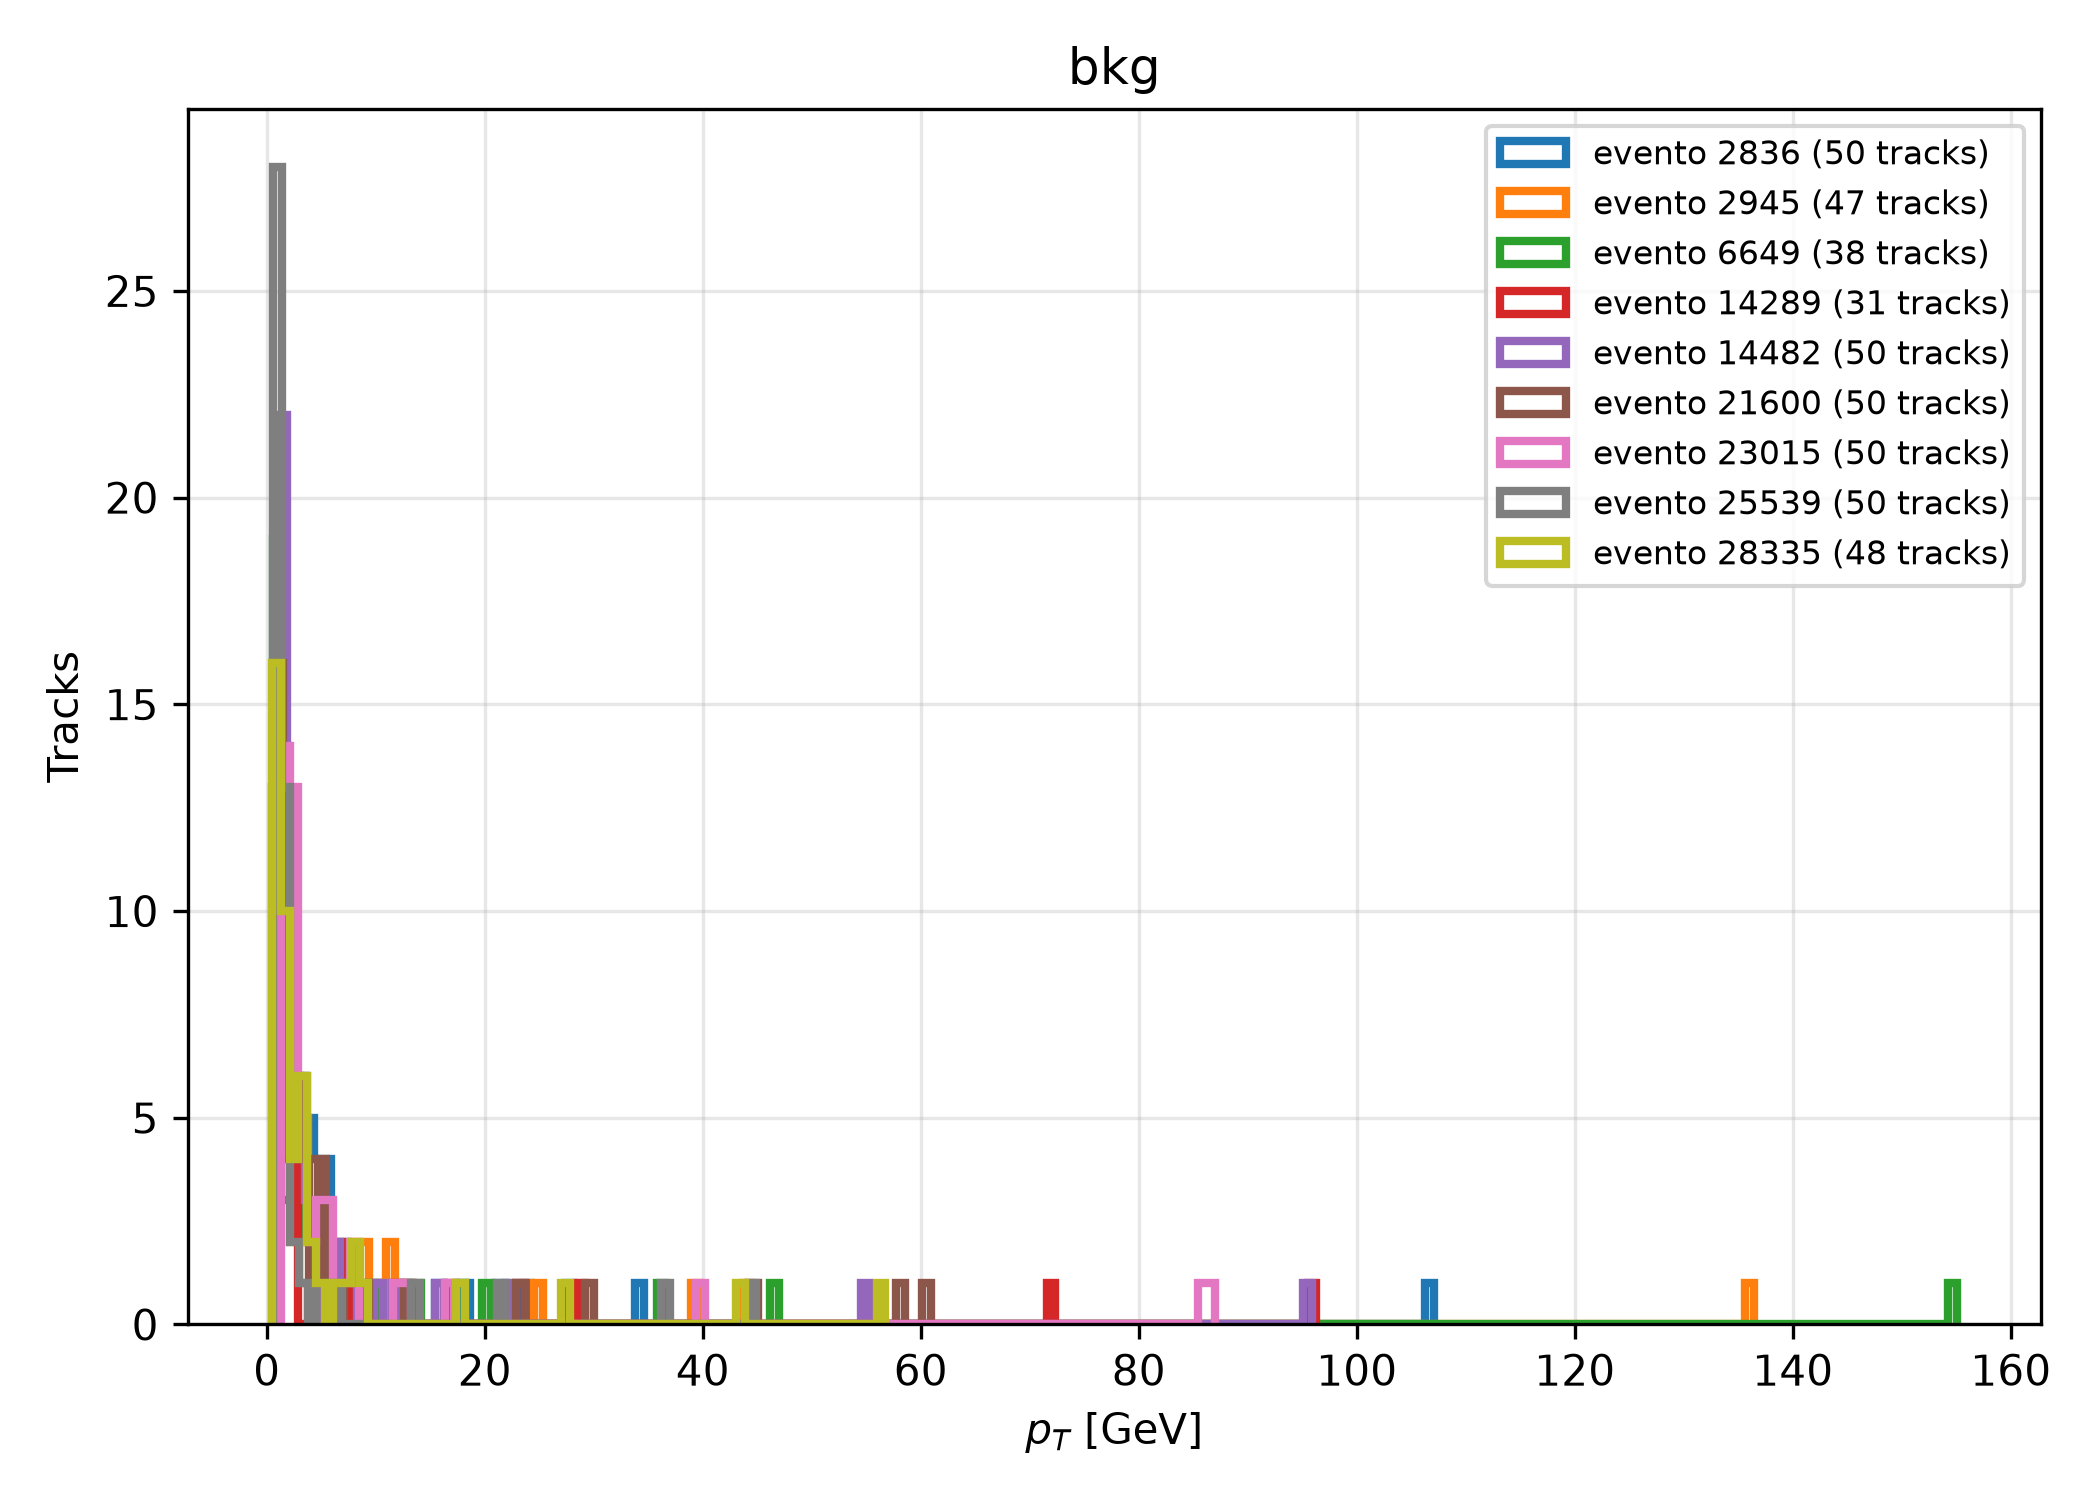 bkg
evento 2836 (50 tracks)
evento 2945 (47 tracks)
evento 6649 (38 tracks)
evento 14289 (31 tracks)
evento 14482 (50 tracks)
evento 21600 (50 tracks)
evento 23015 (50 tracks)
evento 25539 (50 tracks)
evento 28335 (48 tracks)
Tracks
25
20
15
10
5
0
0 20 40 60 80 100 120 140 160
p_T [GeV]